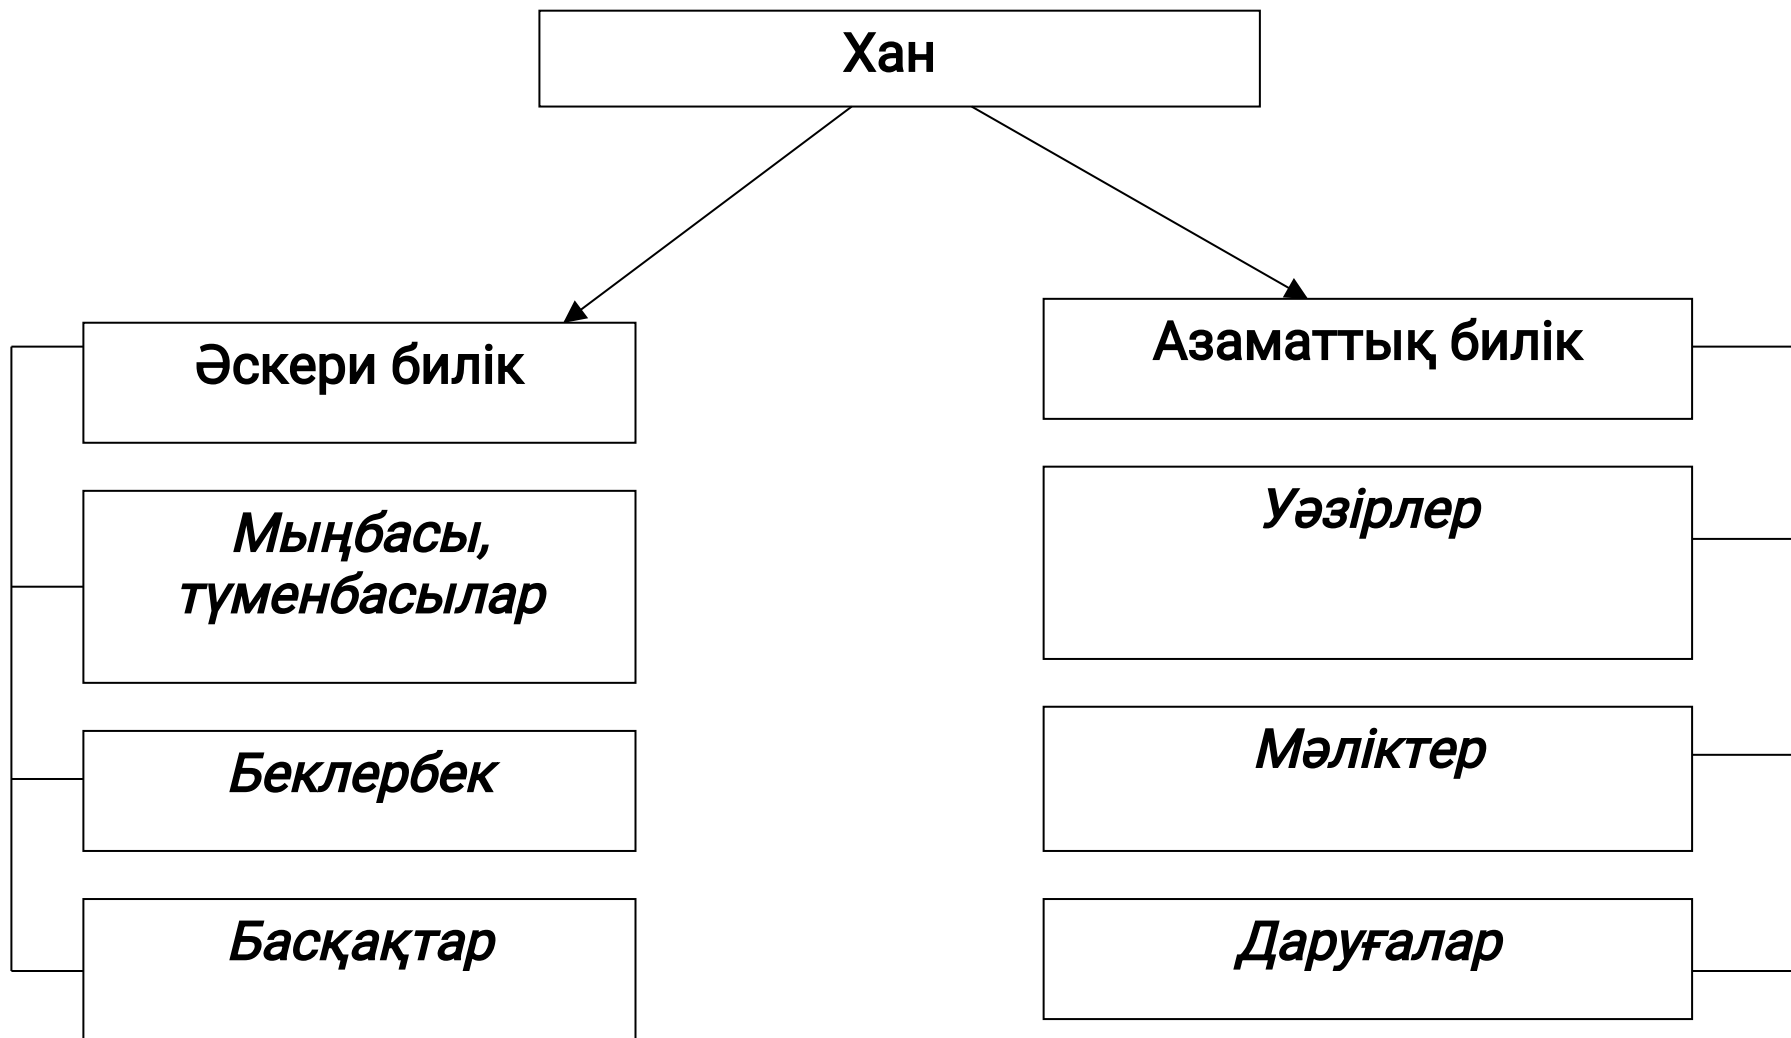 Хан
Әскери билік
Мыңбасы,
түменбасылар
Беклербек
Басқақтар
Азаматтық билік
Уәзірлер
Мәліктер
Даруғалар